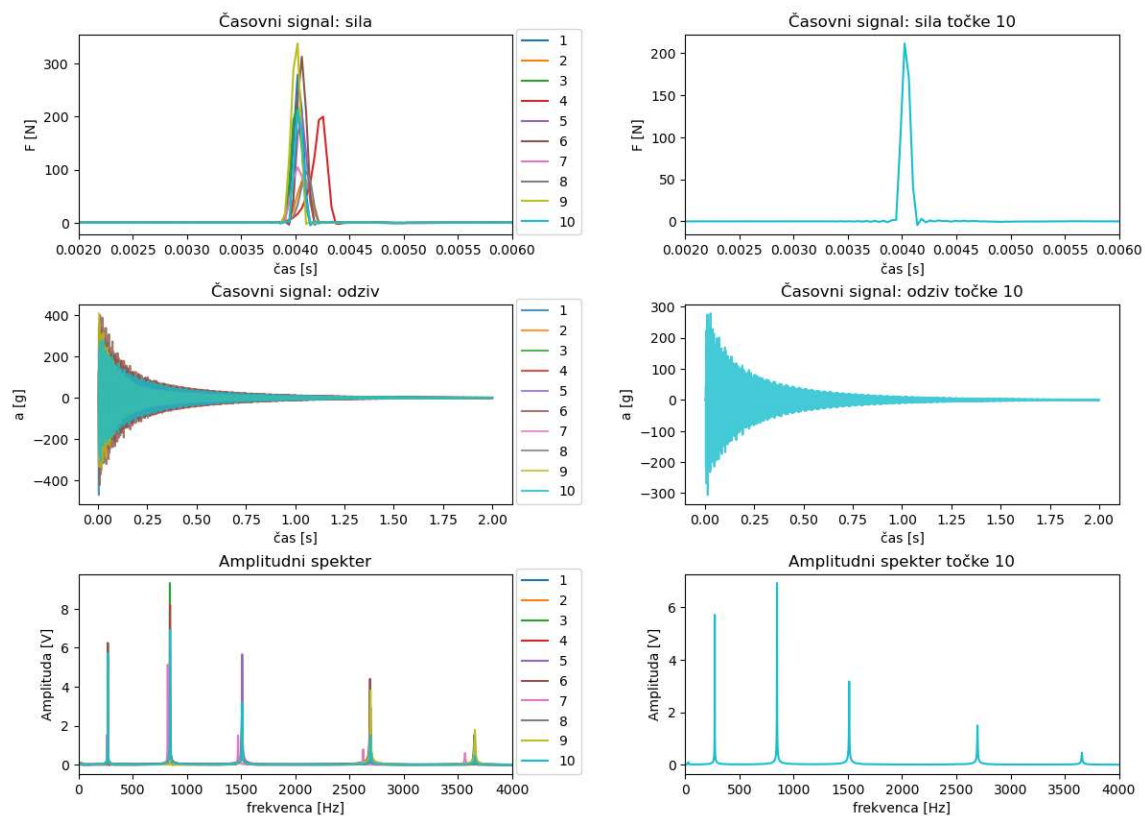 Časovni signal: sila
F [N]
300
200
100
0
0.0020 0.0025 0.0030 0.0035 0.0040 0.0045 0.0050 0.0055 0.0060
čas [s]
1
2
3
4
5
6
7
8
9
10
Časovni signal: sila točke 10
F [N]
200
150
100
50
0
0.0020 0.0025 0.0030 0.0035 0.0040 0.0045 0.0050 0.0055 0.0060
čas [s]
Časovni signal: odziv
a [g]
400
200
0
−200
−400
0.00 0.25 0.50 0.75 1.00 1.25 1.50 1.75 2.00
čas [s]
1
2
3
4
5
6
7
8
9
10
Časovni signal: odziv točke 10
a [g]
300
200
100
0
−100
−200
−300
0.00 0.25 0.50 0.75 1.00 1.25 1.50 1.75 2.00
čas [s]
Amplitudni spekter
Amplituda [V]
8
6
4
2
0
0 500 1000 1500 2000 2500 3000 3500 4000
frekvenca [Hz]
1
2
3
4
5
6
7
8
9
10
Amplitudni spekter točke 10
Amplituda [V]
6
4
2
0
0 500 1000 1500 2000 2500 3000 3500 4000
frekvenca [Hz]